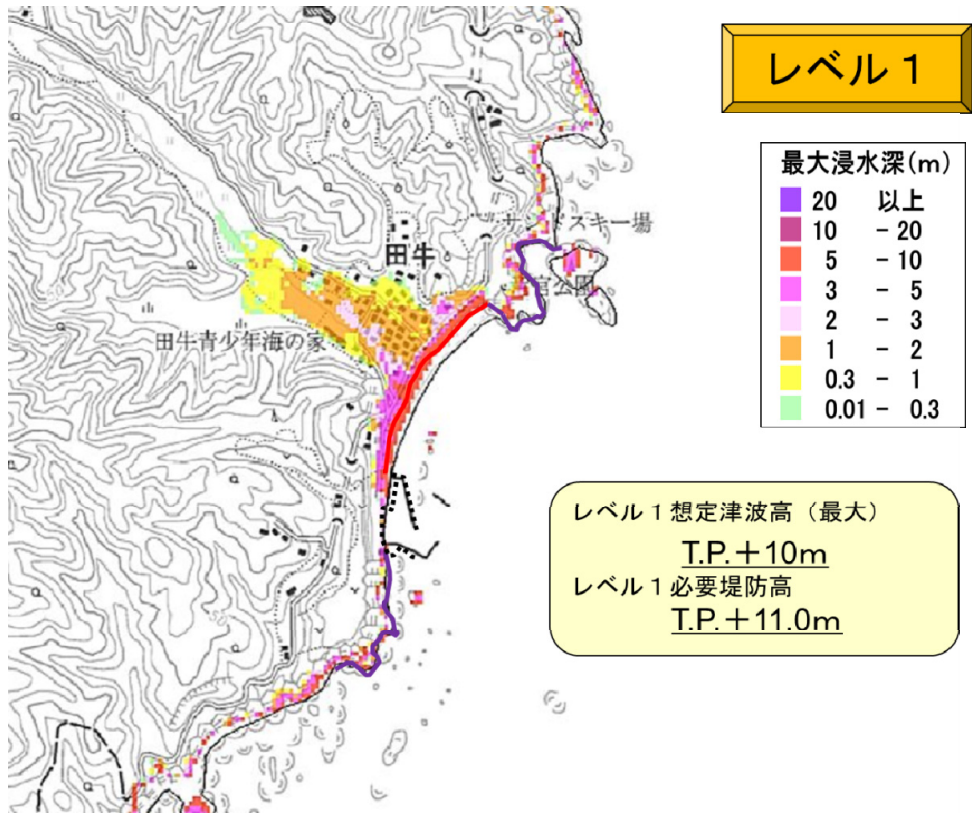 レベル1
最大浸水深(m)
20 以上
10 - 20
5 - 10
3 - 5
2 - 3
1 - 2
0.3 - 1
0.01 - 0.3
サンドスキー場
田牛
田牛青少年海の家
レベル1想定津波高（最大）
T.P.＋10m
レベル1必要堤防高
T.P.＋11.0m